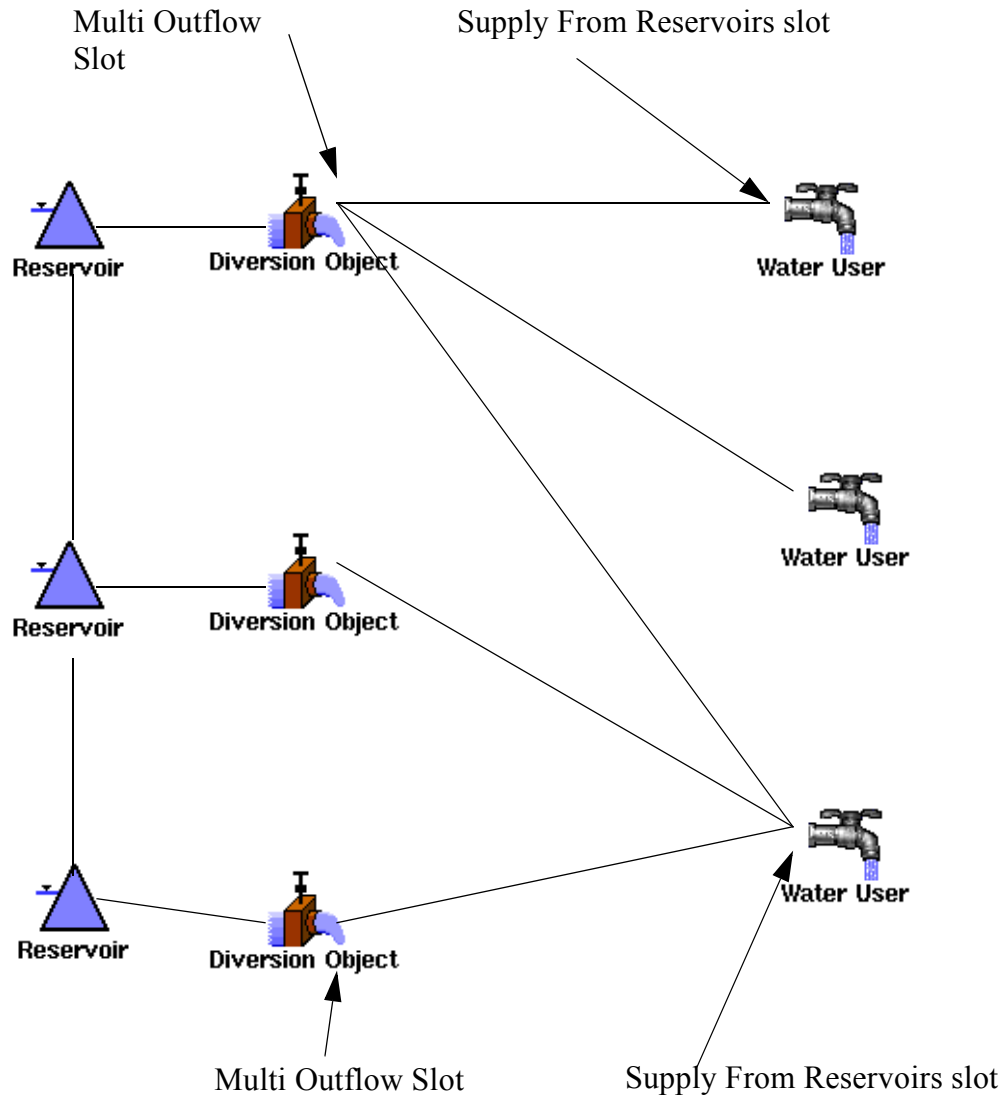 Multi Outflow
Slot
Supply From Reservoirs slot
Reservoir
Diversion Object
Water User
Water User
Reservoir
Diversion Object
Water User
Reservoir
Diversion Object
Multi Outflow Slot
Supply From Reservoirs slot